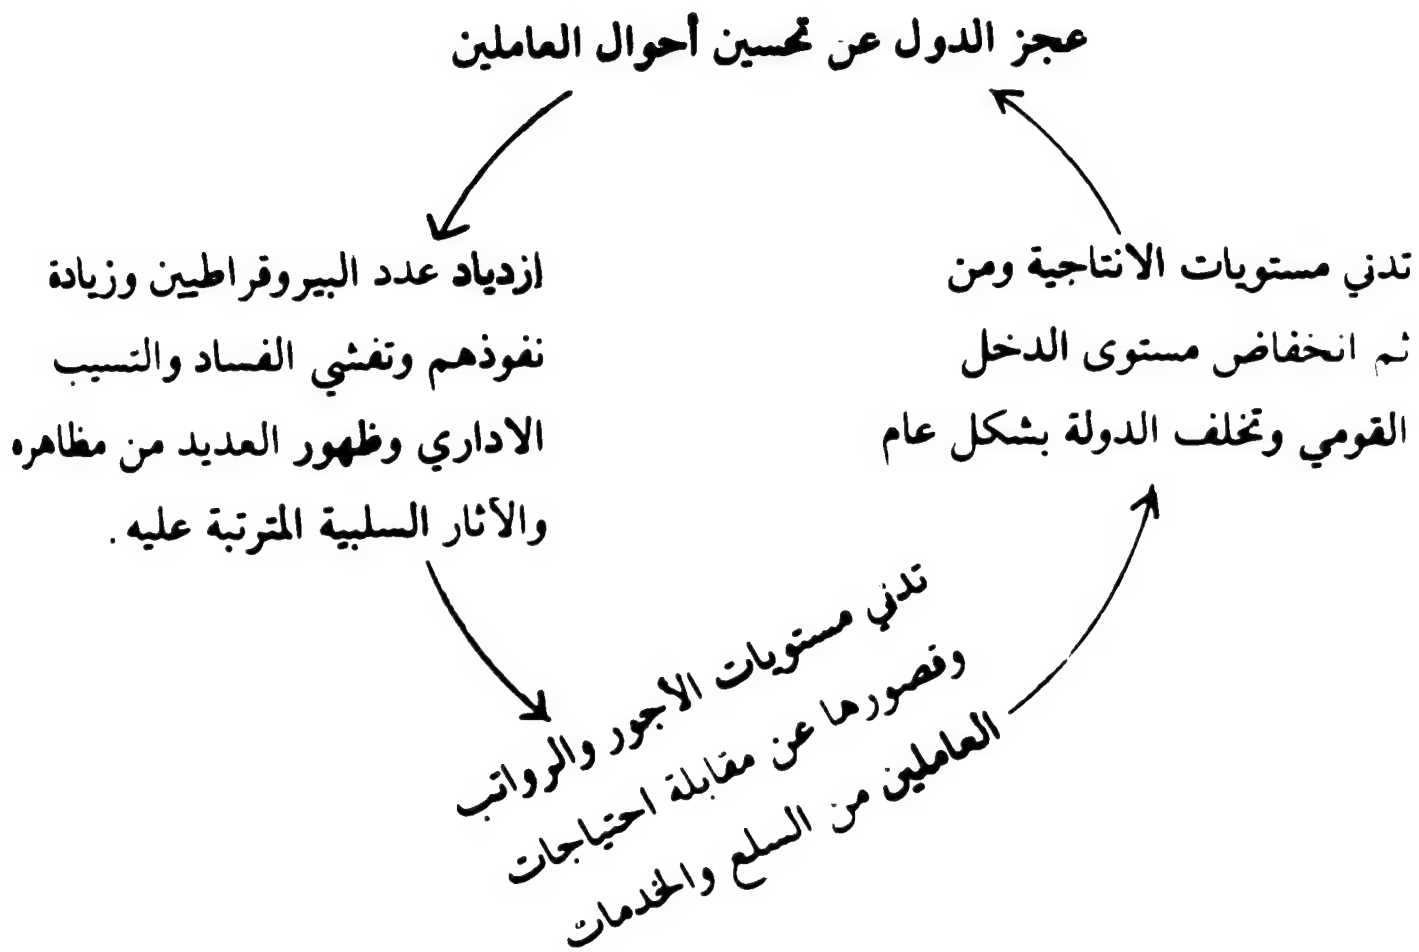 عجز الدول عن تحسين أحوال العاملين
تدني مستويات الانتاجية ومن
ثم انخفاض مستوى الدخل
القومي وتخلف الدولة بشكل عام
إزدياد عدد البيروقراطيين وزيادة
نفوذهم وتفشي الفساد والتسيب
الاداري وظهور العديد من مظاهره
والآثار السلبية المترتبة عليه .
تدني مستويات الأجور والرواتب
وقصورها عن مقابلة احتياجات
العاملين من السلع والخدمات